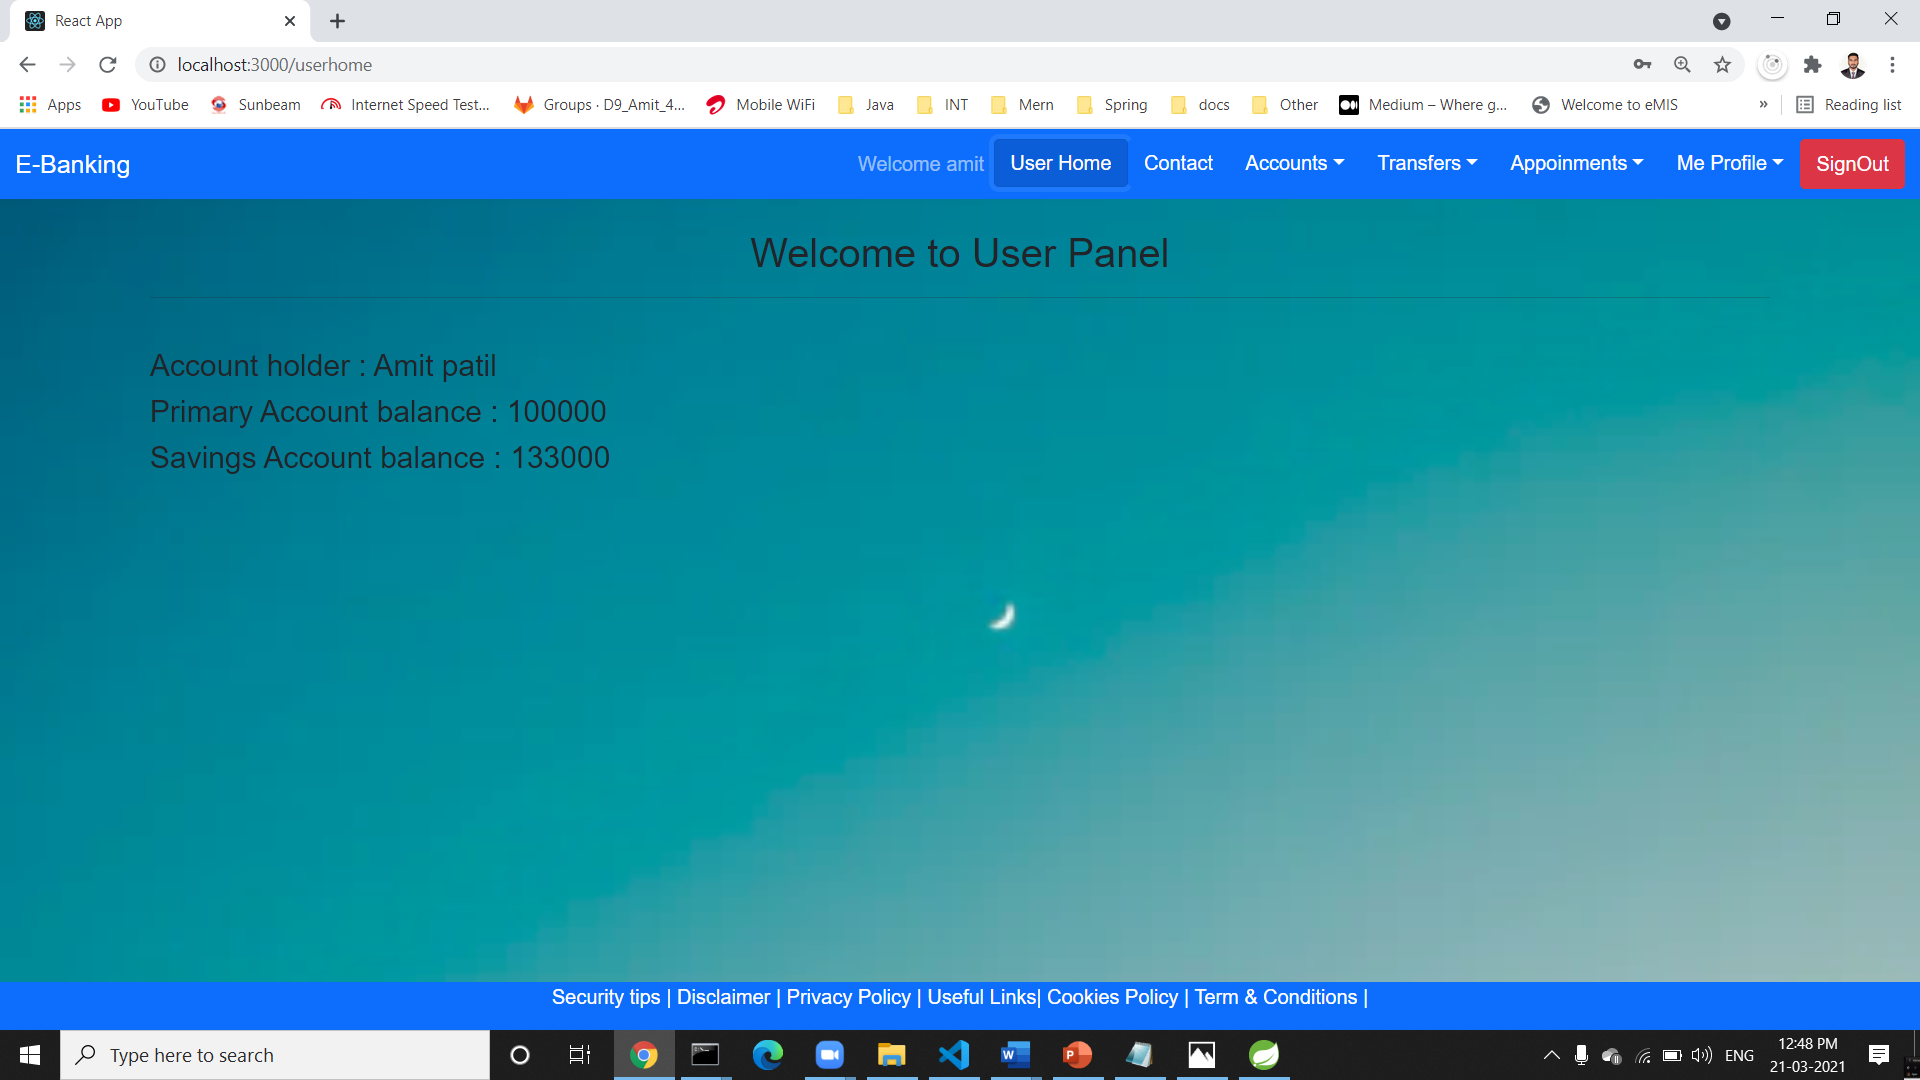 React App
localhost:3000/userhome
Apps YouTube Sunbeam Internet Speed Test... Groups · D9_Amit_4... Mobile WiFi Java INT Mern Spring docs Other Medium – Where g... Welcome to eMIS » Reading list
E-Banking Welcome amit User Home Contact Accounts Transfers Appoinments Me Profile SignOut
Welcome to User Panel
Account holder : Amit patil
Primary Account balance : 100000
Savings Account balance : 133000
Security tips | Disclaimer | Privacy Policy | Useful Links| Cookies Policy | Term & Conditions |
Type here to search
ENG
12:48 PM
21-03-2021